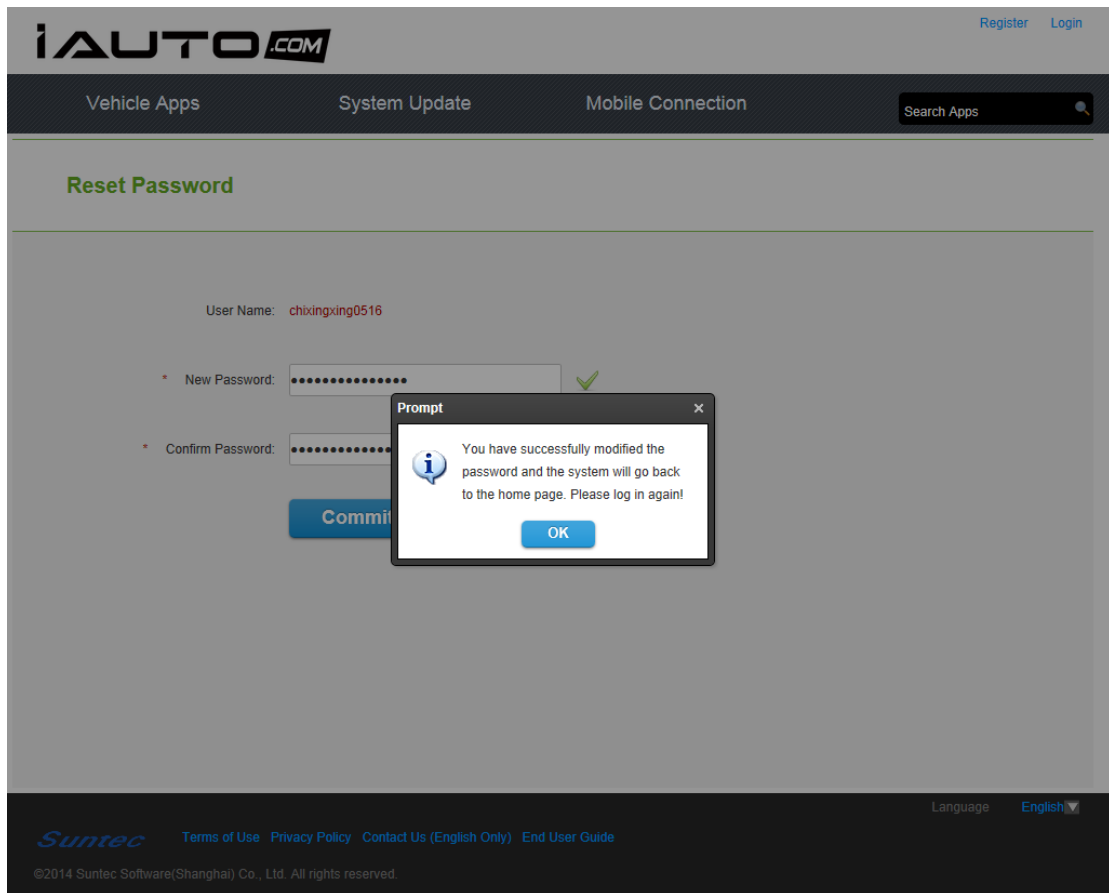 iAUTO.COM
Register Login
Vehicle Apps System Update Mobile Connection Search Apps
Reset Password
User Name: chixingxing0516
* New Password: •••••••••••••••
Prompt ×
* Confirm Password: •••••••••••••
You have successfully modified the
password and the system will go back
to the home page. Please log in again!
Commit
OK
Language English
Suntec Terms of Use Privacy Policy Contact Us (English Only) End User Guide
©2014 Suntec Software(Shanghai) Co., Ltd. All rights reserved.